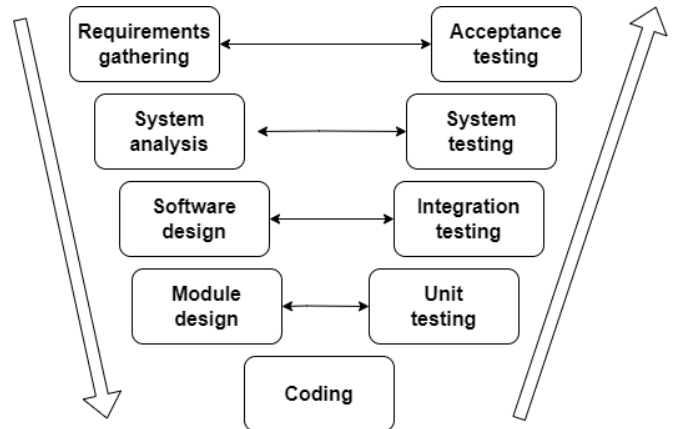 Requirements
gathering
Acceptance
testing
System
analysis
System
testing
Software
design
Integration
testing
Module
design
Unit
testing
Coding